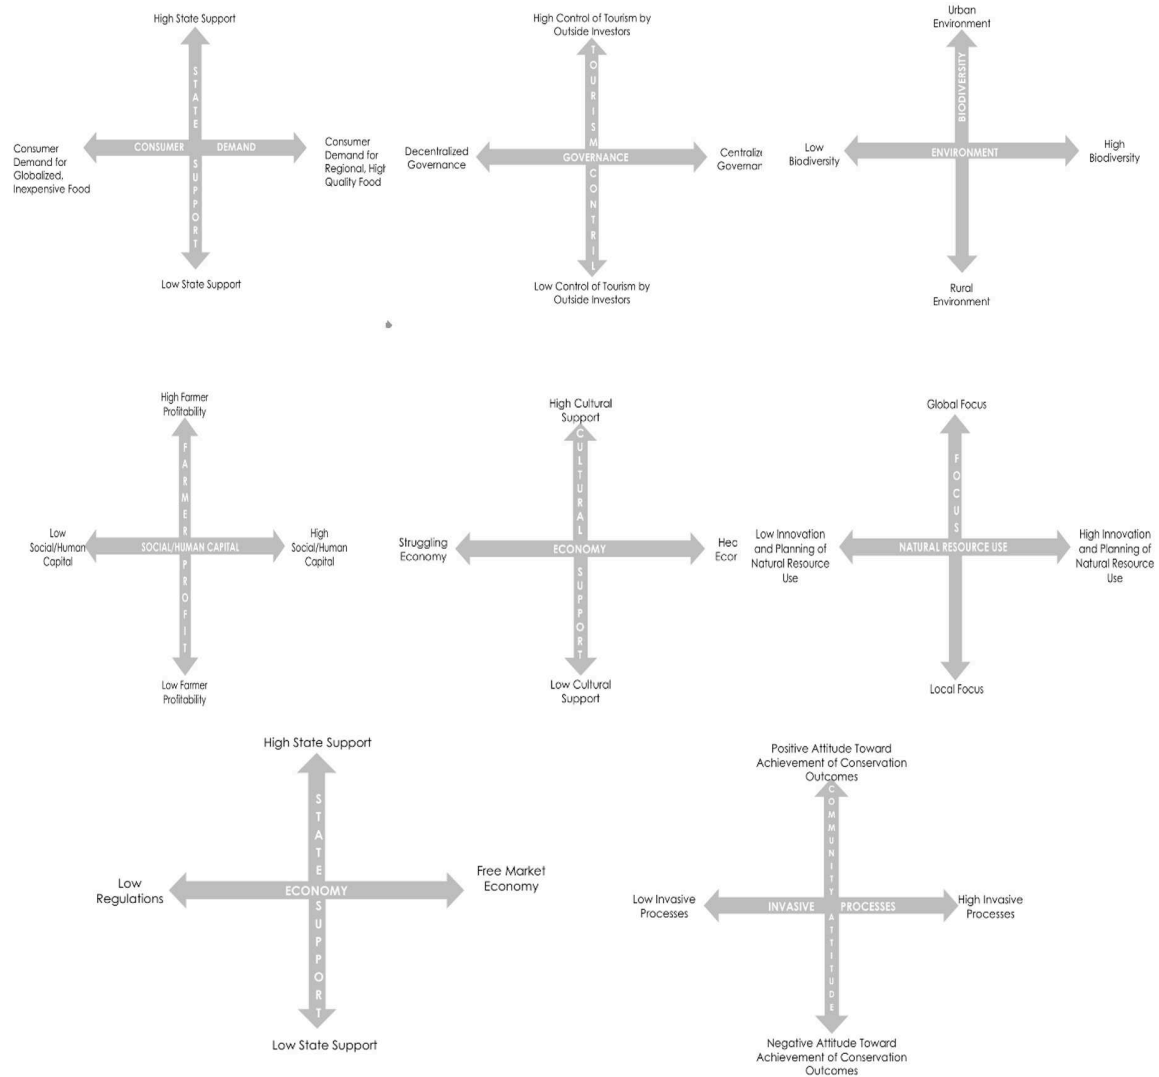 High State Support
STATE SUPPORT
CONSUMER DEMAND
Consumer
Demand for
Globalized,
Inexpensive Food
Consumer
Demand for
Regional, High
Quality Food
Low State Support
High Control of Tourism by
Outside Investors
TOURISM CONTRIL
GOVERNANCE
Decentralized
Governance
Centralize
Governan
Low Control of Tourism by
Outside Investors
Urban
Environment
BIODIVERSITY
ENVIRONMENT
Low
Biodiversity
High
Biodiversity
Rural
Environment
High Farmer
Profitability
FARMER PROFIT
SOCIAL/HUMAN CAPITAL
Low
Social/Human
Capital
High
Social/Human
Capital
Low Farmer
Profitability
High Cultural
Support
CULTURAL SUPPORT
ECONOMY
Struggling
Economy
Hec
Econ
Low Cultural
Support
Global Focus
FOCUS
NATURAL RESOURCE USE
Low Innovation
and Planning of
Natural Resource
Use
High Innovation
and Planning of
Natural Resource
Use
Local Focus
High State Support
STATE SUPPORT
ECONOMY
Low
Regulations
Free Market
Economy
Low State Support
Positive Attitude Toward
Achievement of Conservation
Outcomes
COMMUNITY ATTITUDE
INVASIVE PROCESSES
Low Invasive
Processes
High Invasive
Processes
Negative Attitude Toward
Achievement of Conservation
Outcomes